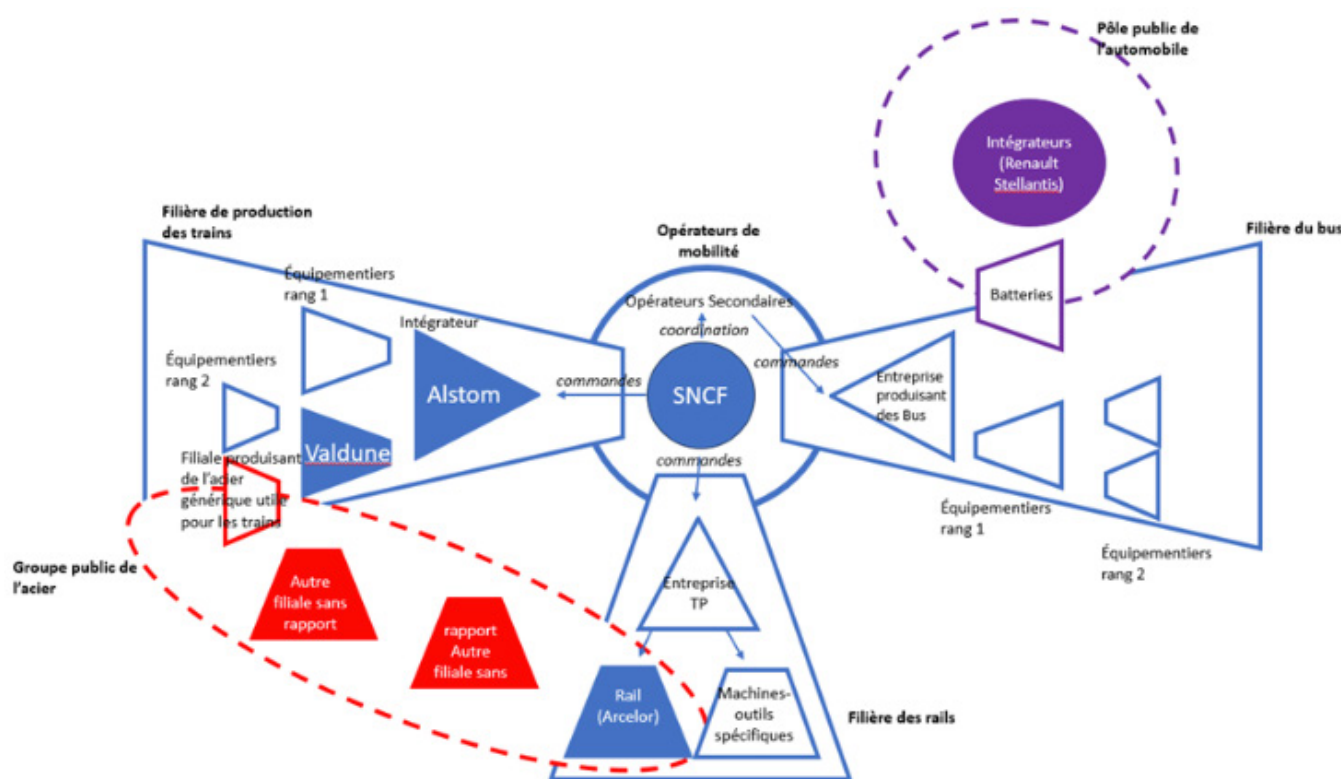 Pôle public de
l'automobile
Intégrateurs
(Renault
Stellantis)
Filière de production
des trains
Opérateurs de
mobilité
Filière du bus
Équipementiers
rang 1
Opérateurs Secondaires
Batteries
Intégrateur
coordination
Équipementiers
rang 2
commandes
commandes
Alstom
SNCF
Entreprise
produisant
des Bus
Valdune
commandes
Filiale produisant
de l'acier
générique utile
pour les trains
Équipementiers
rang 1
Équipementiers
rang 2
Groupe public de
l'acier
Autre
filiale sans
rapport
rapport
Autre
filiale sans
Entreprise
TP
Rail
(Arcelor)
Machines-
outils
spécifiques
Filière des rails